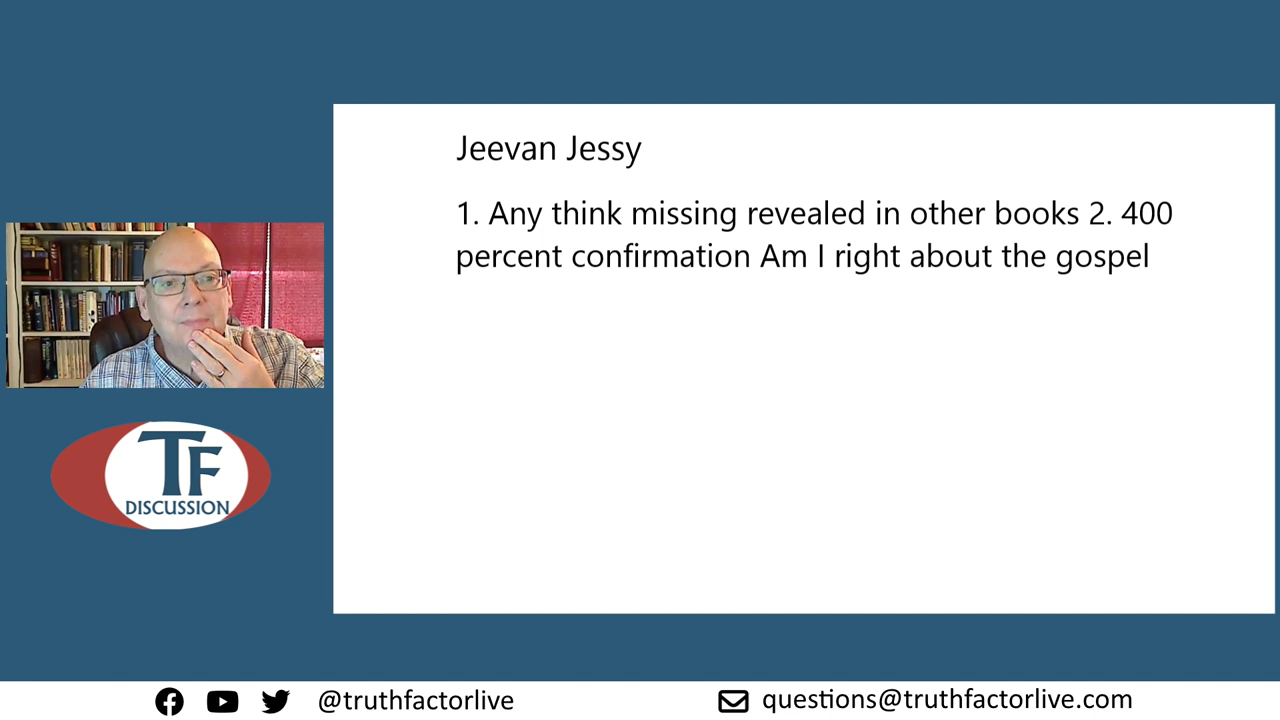 Jeevan Jessy
1. Any think missing revealed in other books 2. 400
percent confirmation Am I right about the gospel
TF
DISCUSSION
@truthfactorlive
questions@truthfactorlive.com